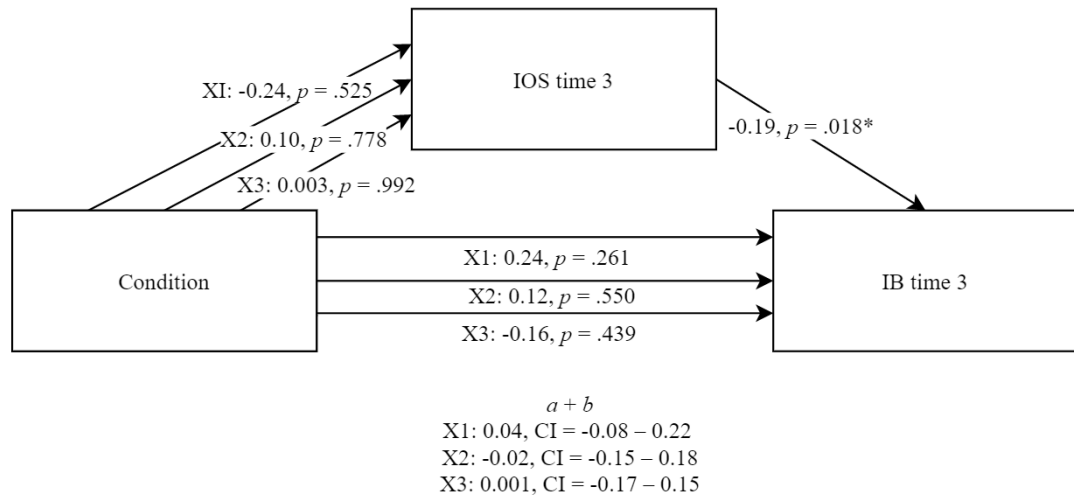 IOS time 3
XI: -0.24, p = .525
X2: 0.10, p = .778
X3: 0.003, p = .992
-0.19, p = .018*
Condition
X1: 0.24, p = .261
X2: 0.12, p = .550
X3: -0.16, p = .439
IB time 3
a + b
X1: 0.04, CI = -0.08 – 0.22
X2: -0.02, CI = -0.15 – 0.18
X3: 0.001, CI = -0.17 – 0.15